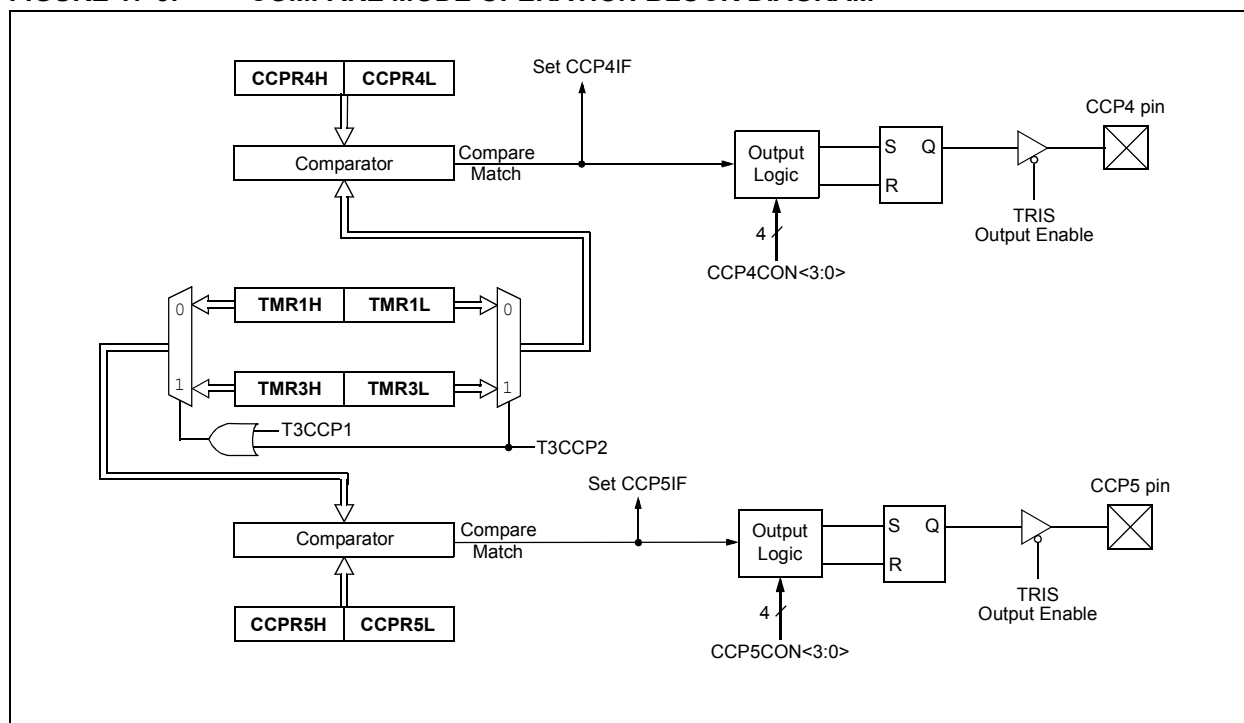 CCPR4H CCPR4L
Set CCP4IF
CCP4 pin
Comparator
Compare
Match
Output
Logic
S Q
R
TRIS
Output Enable
4
CCP4CON<3:0>
0 TMR1H TMR1L 0
1 TMR3H TMR3L 1
T3CCP1
T3CCP2
Set CCP5IF
CCP5 pin
Comparator
Compare
Match
Output
Logic
S Q
R
TRIS
Output Enable
CCPR5H CCPR5L
4
CCP5CON<3:0>